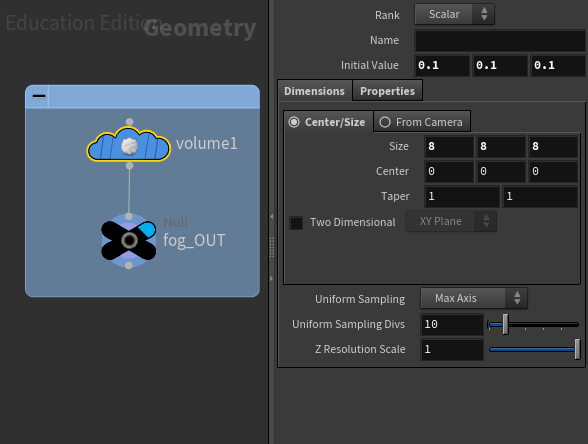 Education Edition
Geometry
volume1
Null
fog_OUT
Rank Scalar
Name
Initial Value 0.1 0.1 0.1
Dimensions Properties
Center/Size From Camera
Size 8 8 8
Center 0 0 0
Taper 1 1
Two Dimensional XY Plane
Uniform Sampling Max Axis
Uniform Sampling Divs 10
Z Resolution Scale 1